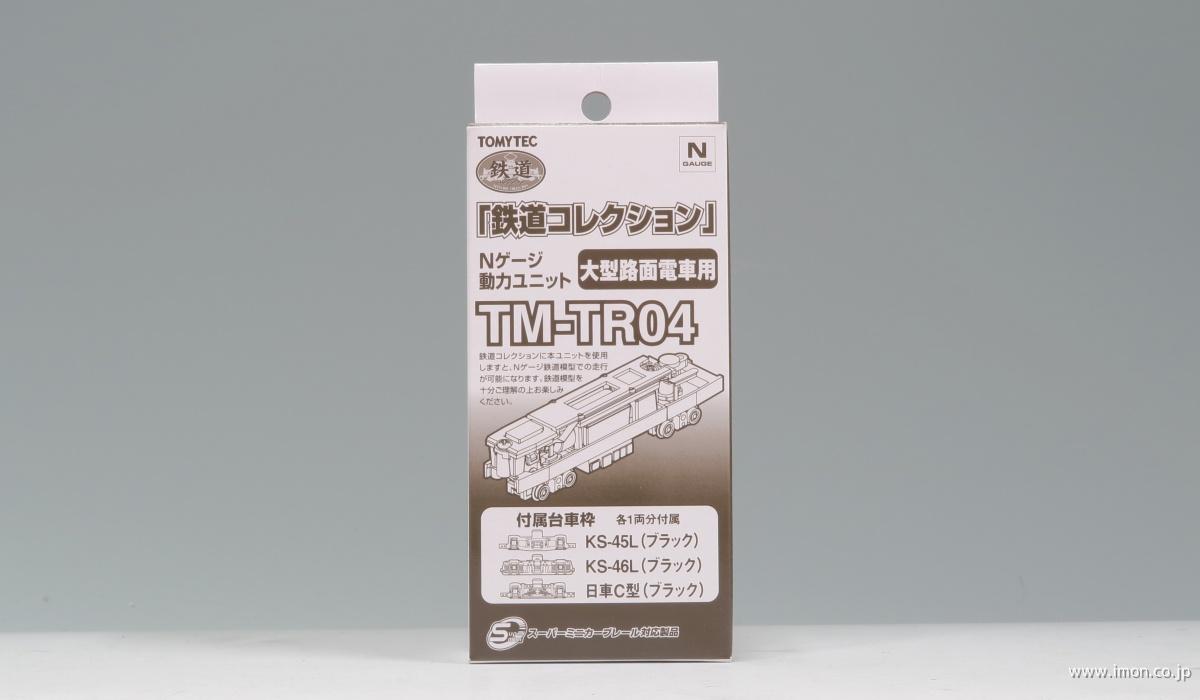 TOMYTEC
鉄道
N
GAUGE
「鉄道コレクション」
Nゲージ
動力ユニット
大型路面電車用
TM-TR04
鉄道コレクションに本ユニットを使用
しますと、Nゲージ鉄道模型での走行
が可能になります。鉄道模型を
十分ご理解の上お楽しみ
ください。
付属台車枠 各1両分付属
KS-45L(ブラック)
KS-46L(ブラック)
日車C型(ブラック)
スーパーミニカーブレール対応製品
www.imon.co.jp